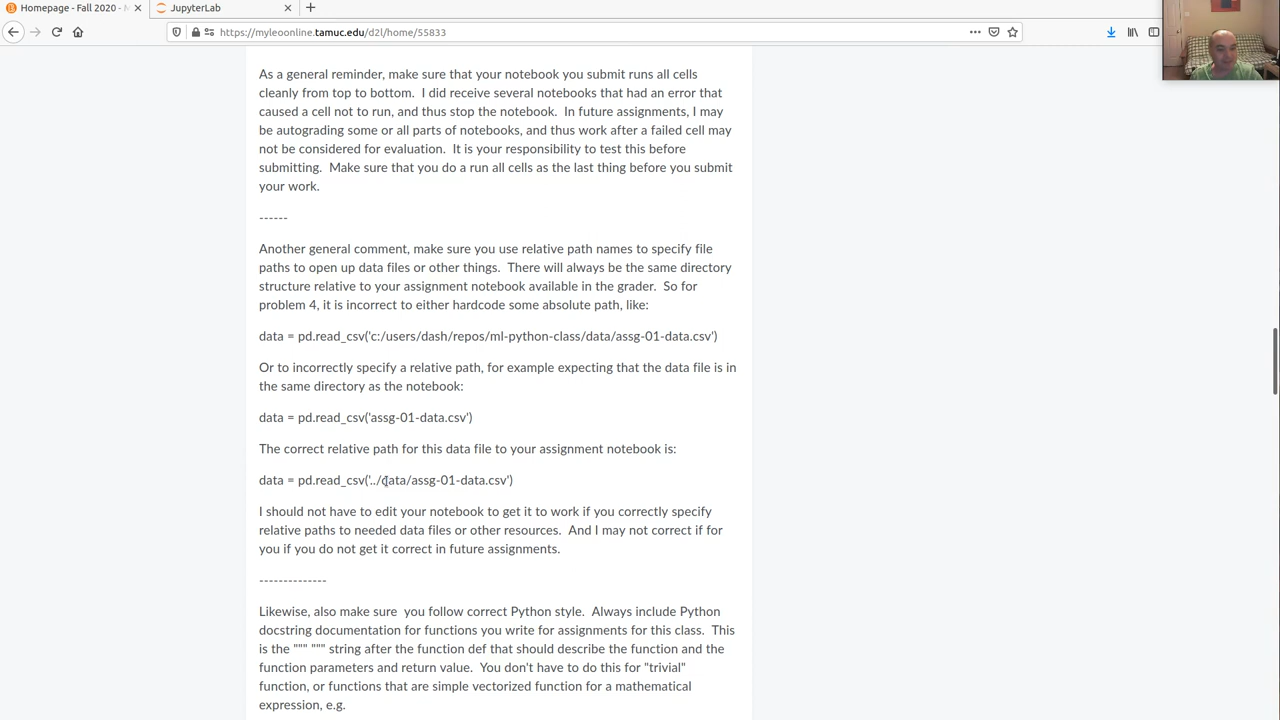 Homepage - Fall 2020 - M
JupyterLab
https://myleoonline.tamuc.edu/d2l/home/55833
As a general reminder, make sure that your notebook you submit runs all cells
cleanly from top to bottom.  I did receive several notebooks that had an error that
caused a cell not to run, and thus stop the notebook.  In future assignments, I may
be autograding some or all parts of notebooks, and thus work after a failed cell may
not be considered for evaluation.  It is your responsibility to test this before
submitting.  Make sure that you do a run all cells as the last thing before you submit
your work.
------
Another general comment, make sure you use relative path names to specify file
paths to open up data files or other things.  There will always be the same directory
structure relative to your assignment notebook available in the grader.  So for
problem 4, it is incorrect to either hardcode some absolute path, like:
data = pd.read_csv('c:/users/dash/repos/ml-python-class/data/assg-01-data.csv')
Or to incorrectly specify a relative path, for example expecting that the data file is in
the same directory as the notebook:
data = pd.read_csv('assg-01-data.csv')
The correct relative path for this data file to your assignment notebook is:
data = pd.read_csv('../data/assg-01-data.csv')
I should not have to edit your notebook to get it to work if you correctly specify
relative paths to needed data files or other resources.  And I may not correct if for
you if you do not get it correct in future assignments.
--------------
Likewise, also make sure  you follow correct Python style.  Always include Python
docstring documentation for functions you write for assignments for this class.  This
is the """ """ string after the function def that should describe the function and the
function parameters and return value.  You don't have to do this for "trivial"
function, or functions that are simple vectorized function for a mathematical
expression, e.g.